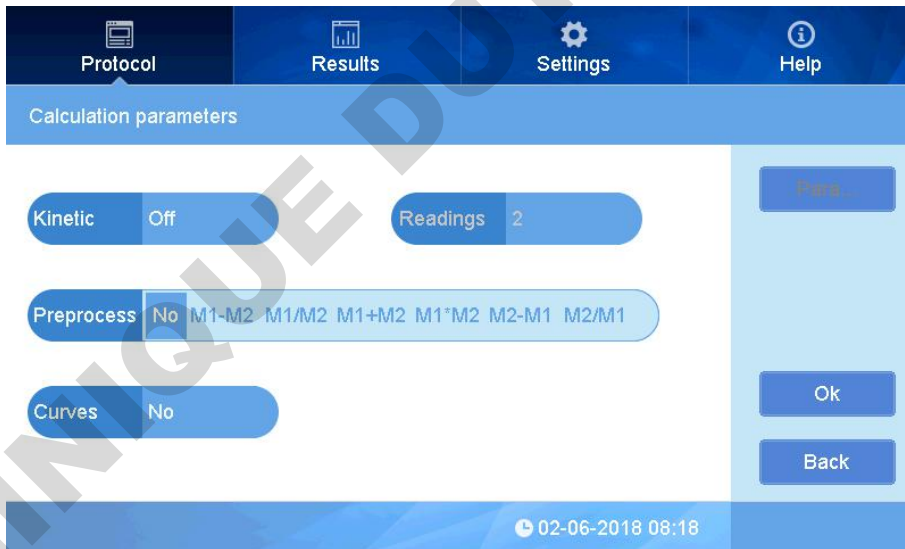 Protocol Results Settings Help
Calculation parameters
Para...
Kinetic Off Readings 2
Preprocess No M1-M2 M1/M2 M1+M2 M1*M2 M2-M1 M2/M1
Curves No
Ok
Back
02-06-2018 08:18